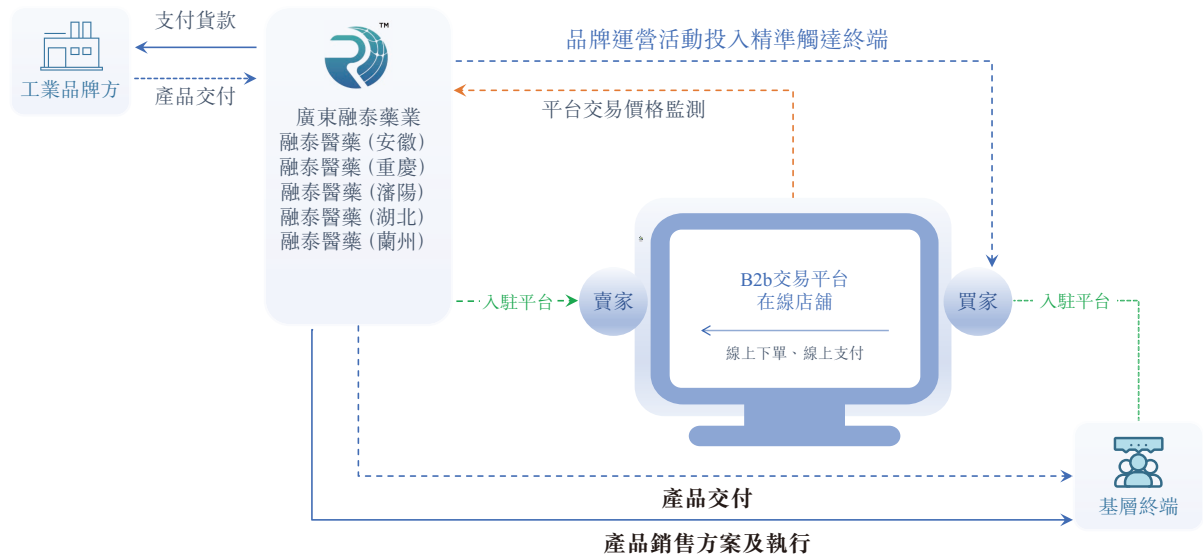 支付貨款
工業品牌方
產品交付
TM
廣東融泰藥業
融泰醫藥 (安徽)
融泰醫藥 (重慶)
融泰醫藥 (瀋陽)
融泰醫藥 (湖北)
融泰醫藥 (蘭州)
品牌運營活動投入精準觸達終端
平台交易價格監測
入駐平台
賣家
B2b交易平台
在線店舖
線上下單、線上支付
買家
入駐平台
基層終端
產品交付
產品銷售方案及執行